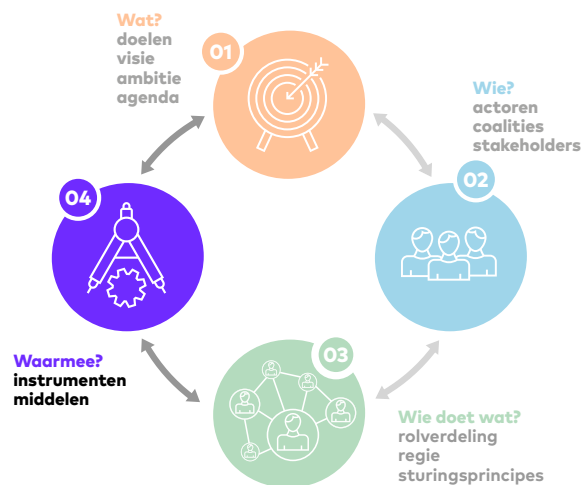 Wat?
doelen
visie
ambitie
agenda
01
Wie?
actoren
coalities
stakeholders
02
03
Wie doet wat?
rolverdeling
regie
sturingsprincipes
04
Waarmee?
instrumenten
middelen